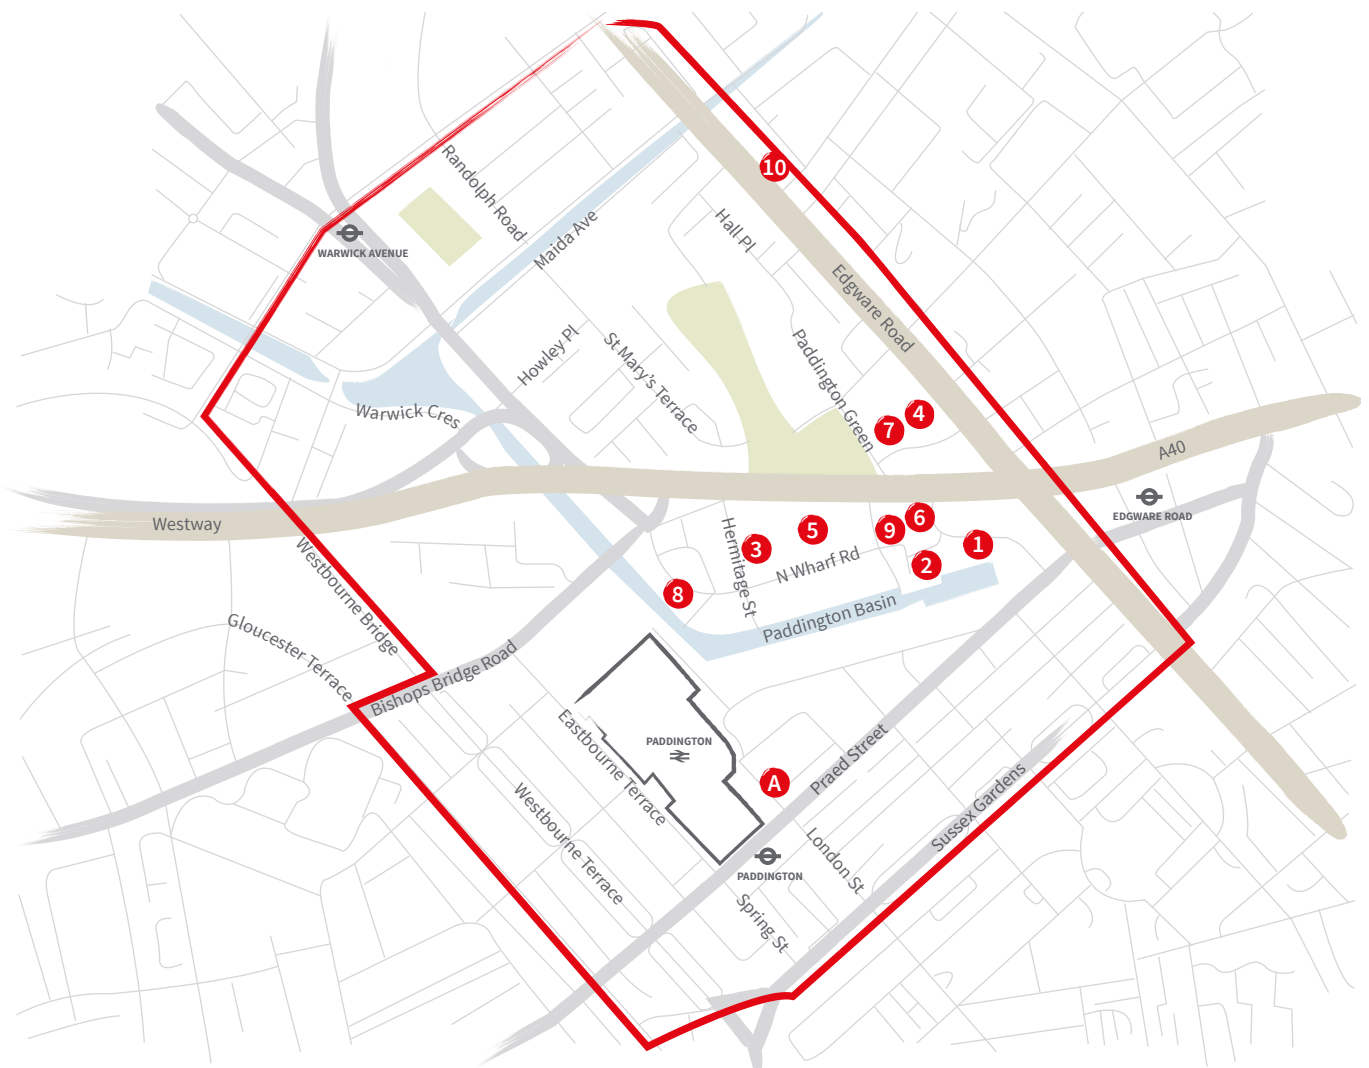 10
Randolph Road
Hall Pl
Maida Ave
WARWICK AVENUE
Edgware Road
Howley Pl
St Mary's Terrace
Paddington Green
Warwick Cres
4
7
A40
EDGWARE ROAD
Westway
6
5
9
3
1
2
Hermitage St
N Wharf Rd
8
Westbourne Bridge
Paddington Basin
Gloucester Terrace
Bishops Bridge Road
PADDINGTON
Eastbourne Terrace
A
Praed Street
Westbourne Terrace
Sussex Gardens
London St
PADDINGTON
Spring St